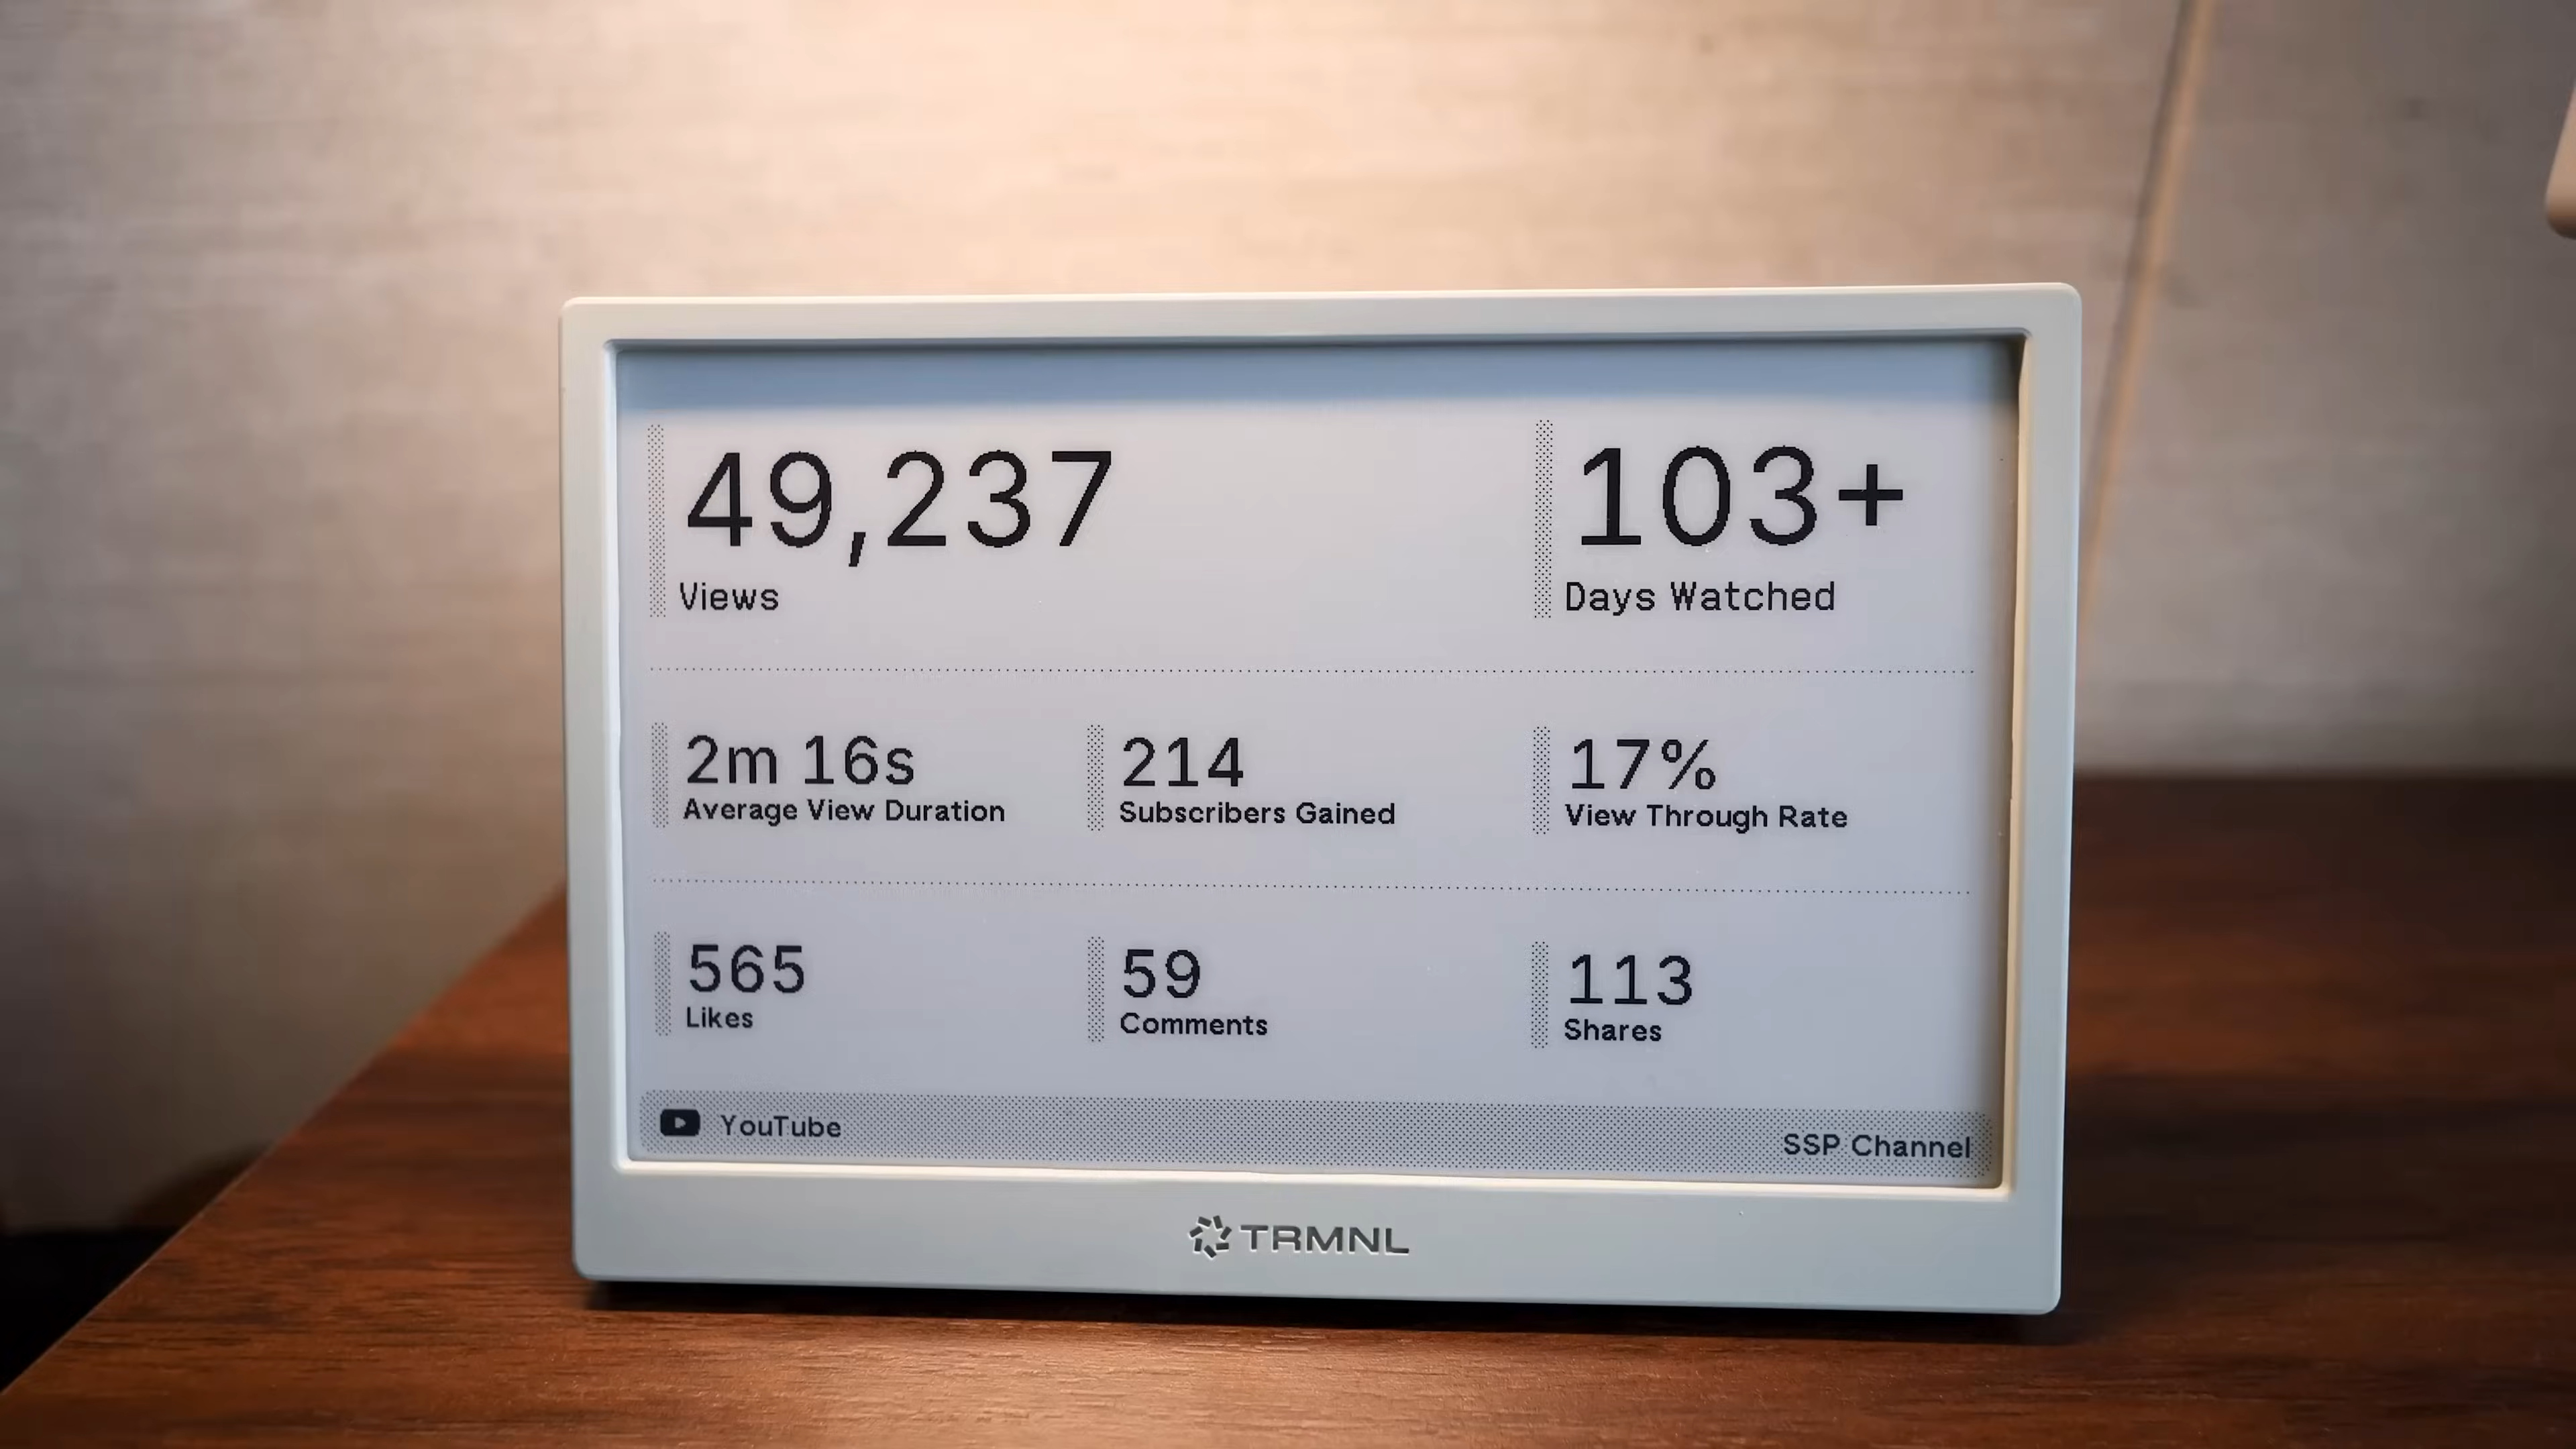 49,237
Views
103+
Days Watched
2m 16s
Average View Duration
214
Subscribers Gained
17%
View Through Rate
565
Likes
59
Comments
113
Shares
YouTube
SSP Channel
TRMNL